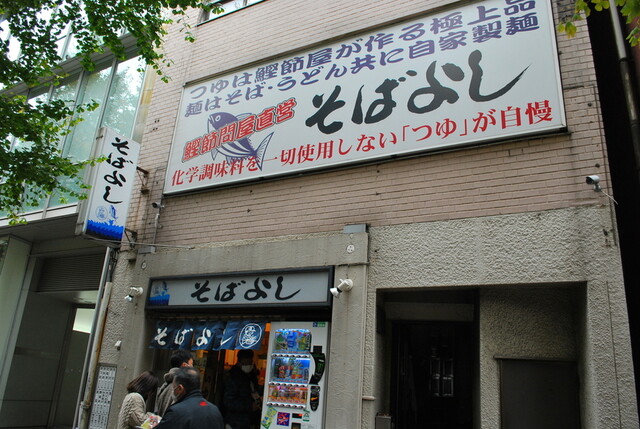 つゆは鰹節屋が作る極上品
麺はそば・うどん共に自家製麺
鰹節問屋直営
そばよし
化学調味料を一切使用しない「つゆ」が自慢
そばよし
そばよし
そばよし